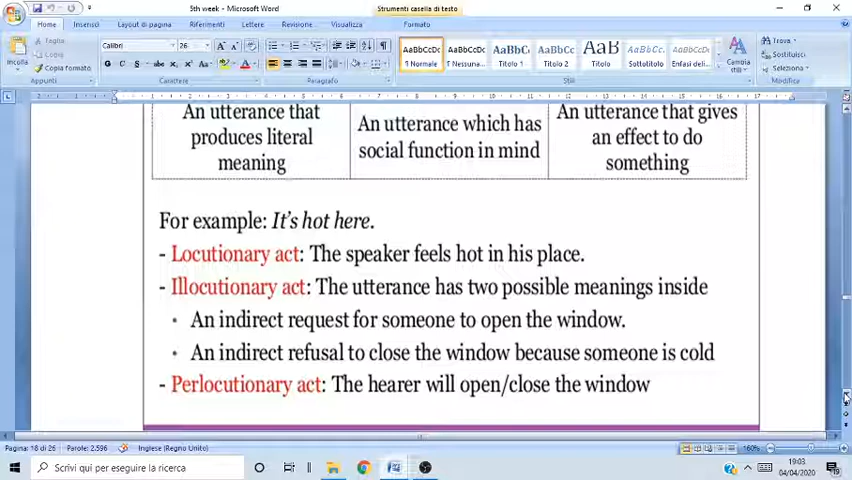 5th week - Microsoft Word
Strumenti casella di testo
Home
Inserisci
Layout di pagina
Riferimenti
Lettere
Revisione
Visualizza
Formato
Incolla
Taglia
Copia
Copia formato
Appunti
Calibri
26
Carattere
Paragrafo
AaBbCcDc
¶ Normale
AaBbCcDc
¶ Nessuna...
AaBbC
Titolo 1
AaBbCc
Titolo 2
AaB
Titolo
AaBbCc.
Sottotitolo
AaBbCcDc
Enfasi deli...
Stili
Cambia stili
Trova
Sostituisci
Seleziona
Modifica
An utterance that
produces literal
meaning
An utterance which has
social function in mind
An utterance that gives
an effect to do
something
For example: It's hot here.
- Locutionary act: The speaker feels hot in his place.
- Illocutionary act: The utterance has two possible meanings inside
• An indirect request for someone to open the window.
• An indirect refusal to close the window because someone is cold
- Perlocutionary act: The hearer will open/close the window
Pagina: 18 di 26
Parole: 2.596
Inglese (Regno Unito)
160%
Scrivi qui per eseguire la ricerca
19:03
04/04/2020